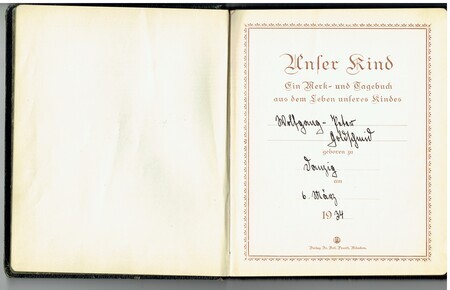 Unser Kind
Ein Merk- und Tagebuch
aus dem Leben unseres Kindes
Wolfgang-Peter
Goldschmid
geboren zu
Danzig
am
6. März
1934
Verlag
München